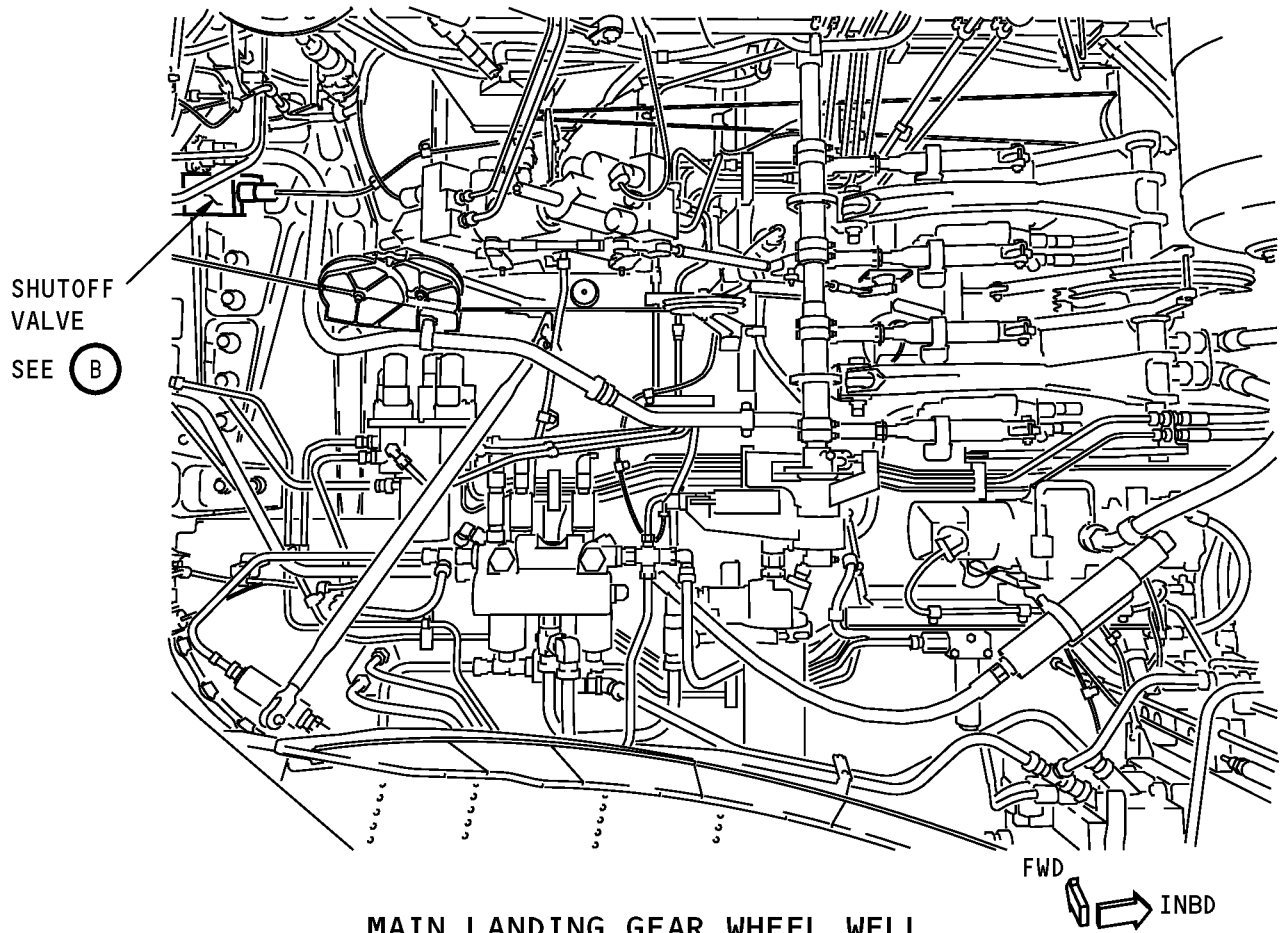 SHUTOFF
VALVE
SEE B
FWD
INBD
MAIN LANDING GEAR WHEEL WELL